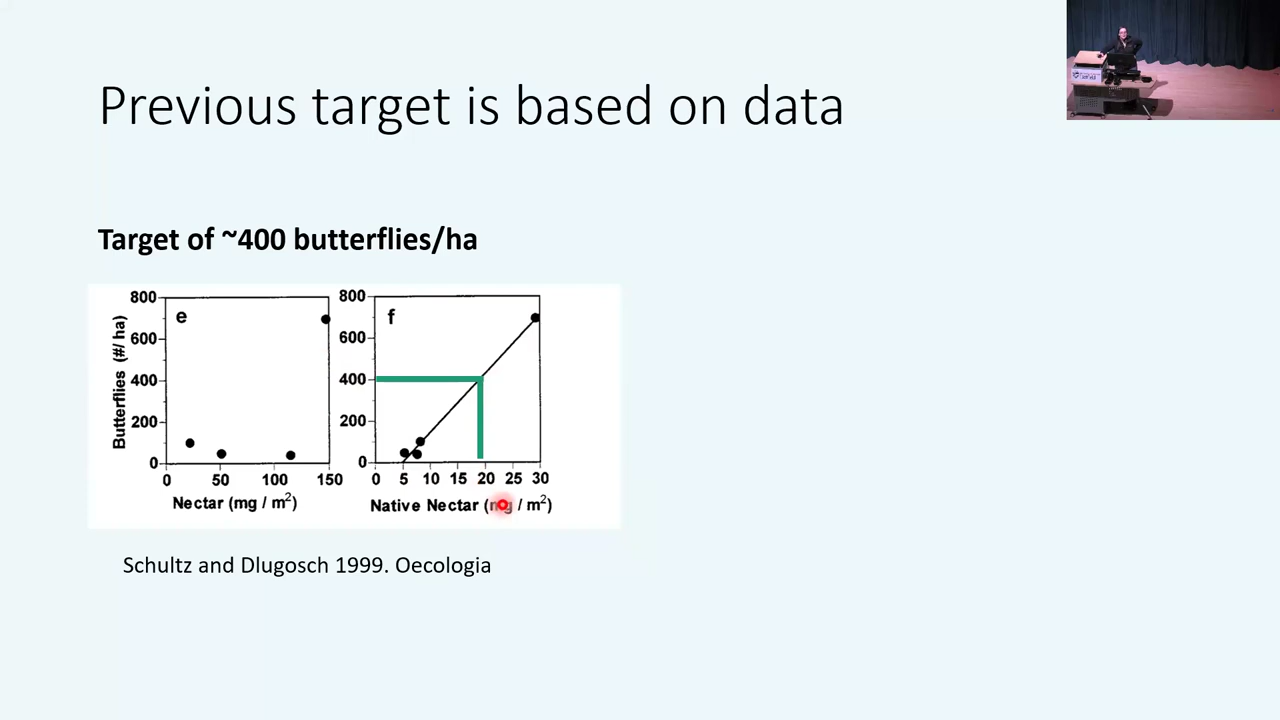 Previous target is based on data
Target of ~400 butterflies/ha
e
Butterflies (#/ ha)
800
600
400
200
0
0 50 100 150
Nectar (mg / m²)
f
800
600
400
200
0
0 5 10 15 20 25 30
Native Nectar (mg / m²)
Schultz and Dlugosch 1999. Oecologia